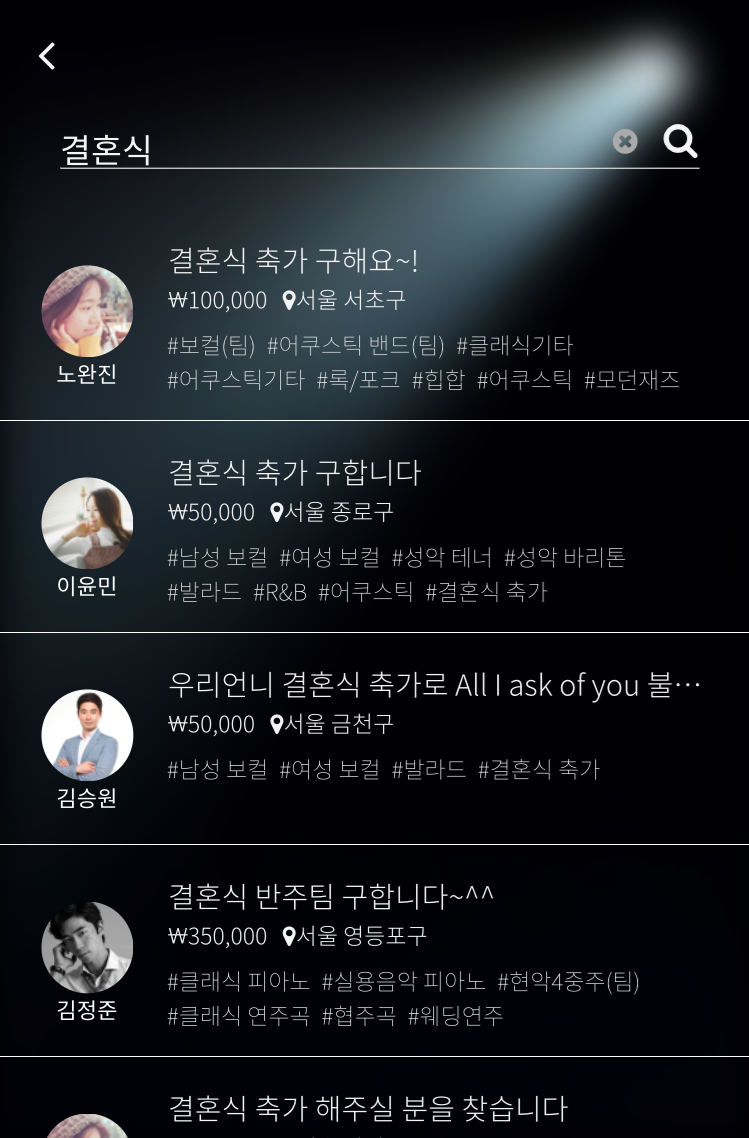 결혼식
결혼식 축가 구해요~!
₩100,000 서울 서초구
#보컬(팀) #어쿠스틱 밴드(팀) #클래식기타
#어쿠스틱기타 #록/포크 #힙합 #어쿠스틱 #모던재즈
노완진
결혼식 축가 구합니다
₩50,000 서울 종로구
#남성 보컬 #여성 보컬 #성악 테너 #성악 바리톤
#발라드 #R&B #어쿠스틱 #결혼식 축가
이윤민
우리언니 결혼식 축가로 All I ask of you 불…
₩50,000 서울 금천구
#남성 보컬 #여성 보컬 #발라드 #결혼식 축가
김승원
결혼식 반주팀 구합니다~^^
₩350,000 서울 영등포구
#클래식 피아노 #실용음악 피아노 #현악4중주(팀)
#클래식 연주곡 #협주곡 #웨딩연주
김정준
결혼식 축가 해주실 분을 찾습니다